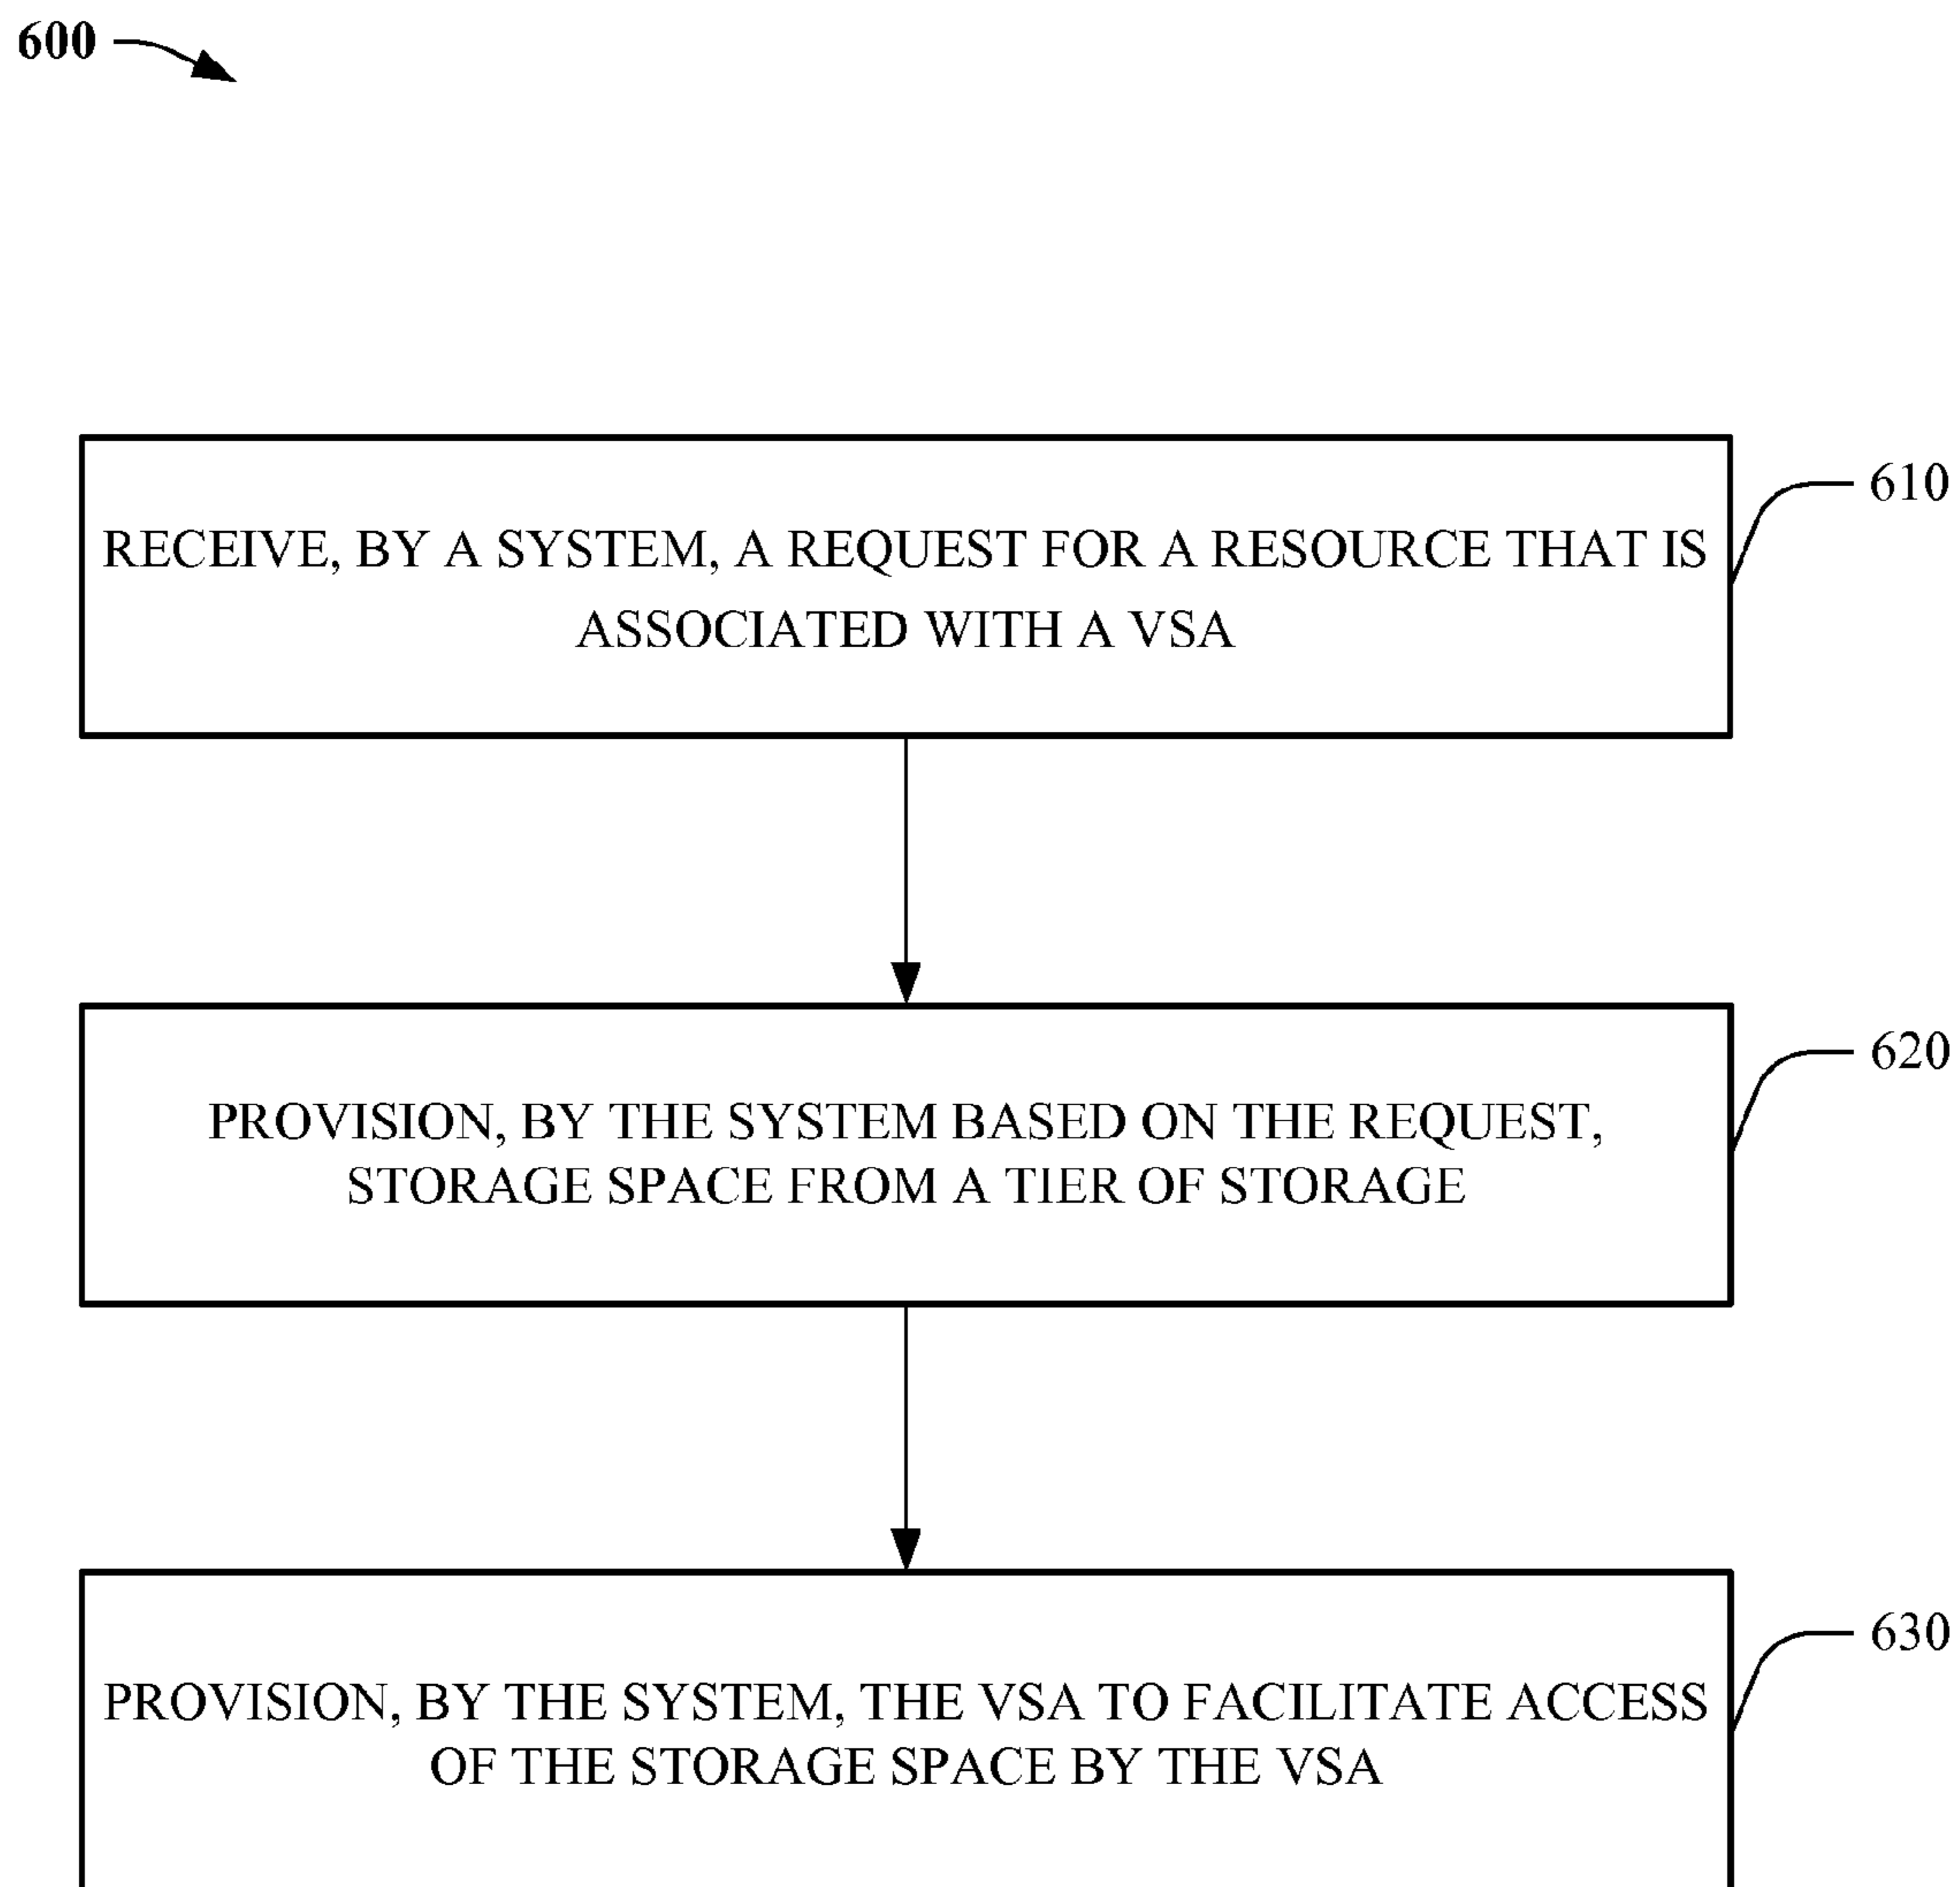 600
RECEIVE, BY A SYSTEM, A REQUEST FOR A RESOURCE THAT IS
ASSOCIATED WITH A VSA
610
PROVISION, BY THE SYSTEM BASED ON THE REQUEST,
STORAGE SPACE FROM A TIER OF STORAGE
620
PROVISION, BY THE SYSTEM, THE VSA TO FACILITATE ACCESS
OF THE STORAGE SPACE BY THE VSA
630